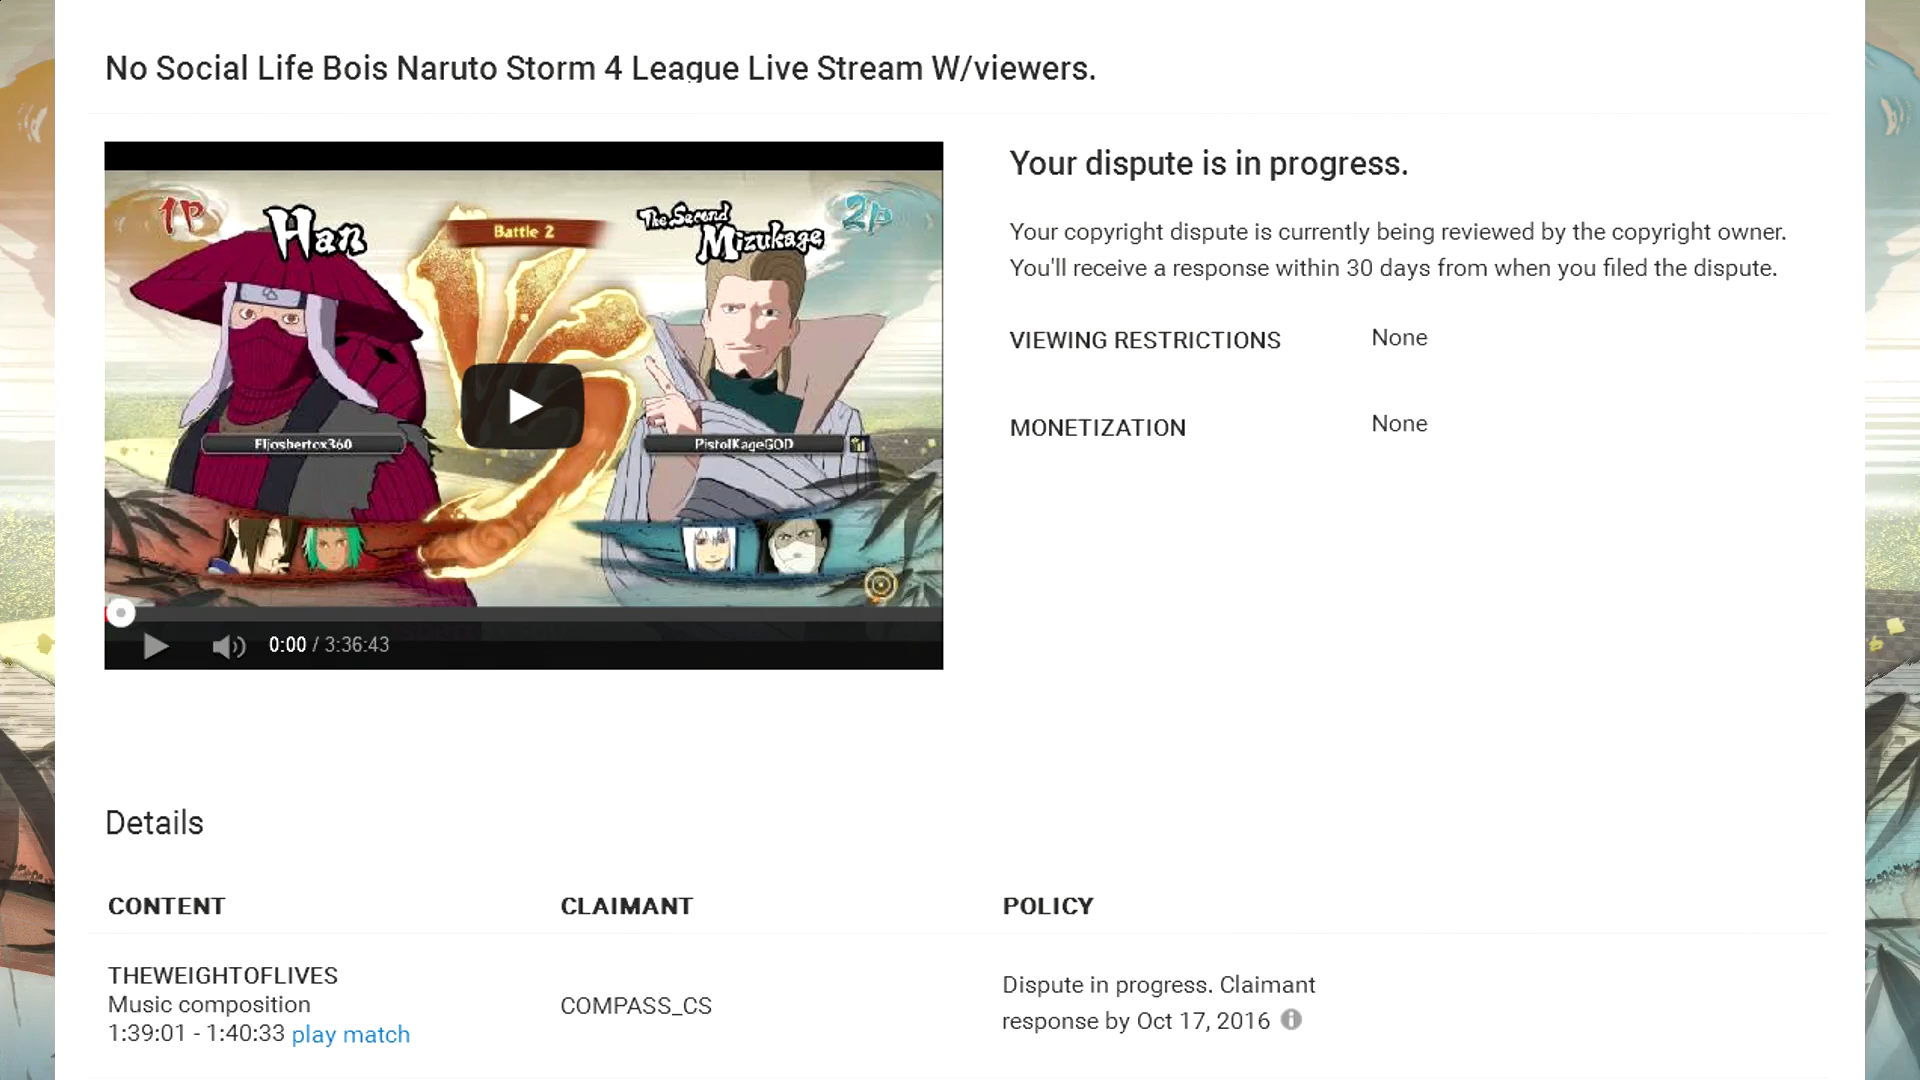 No Social Life Bois Naruto Storm 4 League Live Stream W/viewers.
1P
Han
Battle 2
The Second
Mizukage
2P
Fljoshertox360
PistolKageGOD
0:00 / 3:36:43
Your dispute is in progress.
Your copyright dispute is currently being reviewed by the copyright owner.
You'll receive a response within 30 days from when you filed the dispute.
VIEWING RESTRICTIONS None
MONETIZATION None
Details
CONTENT CLAIMANT POLICY
THEWEIGHTOFLIVES
Music composition
1:39:01 - 1:40:33 play match
COMPASS_CS
Dispute in progress. Claimant
response by Oct 17, 2016